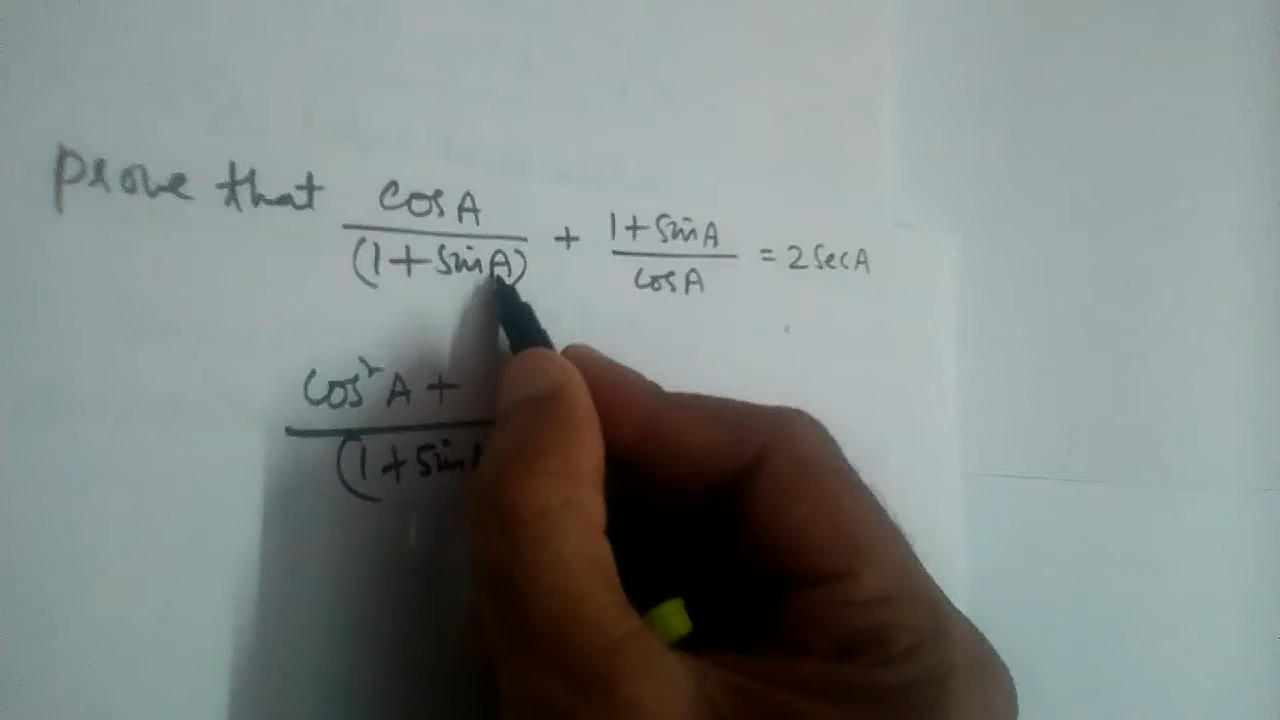 prove that cosA/(1+sinA) + 1+sinA/cosA = 2secA
cos²A +
(1+sin